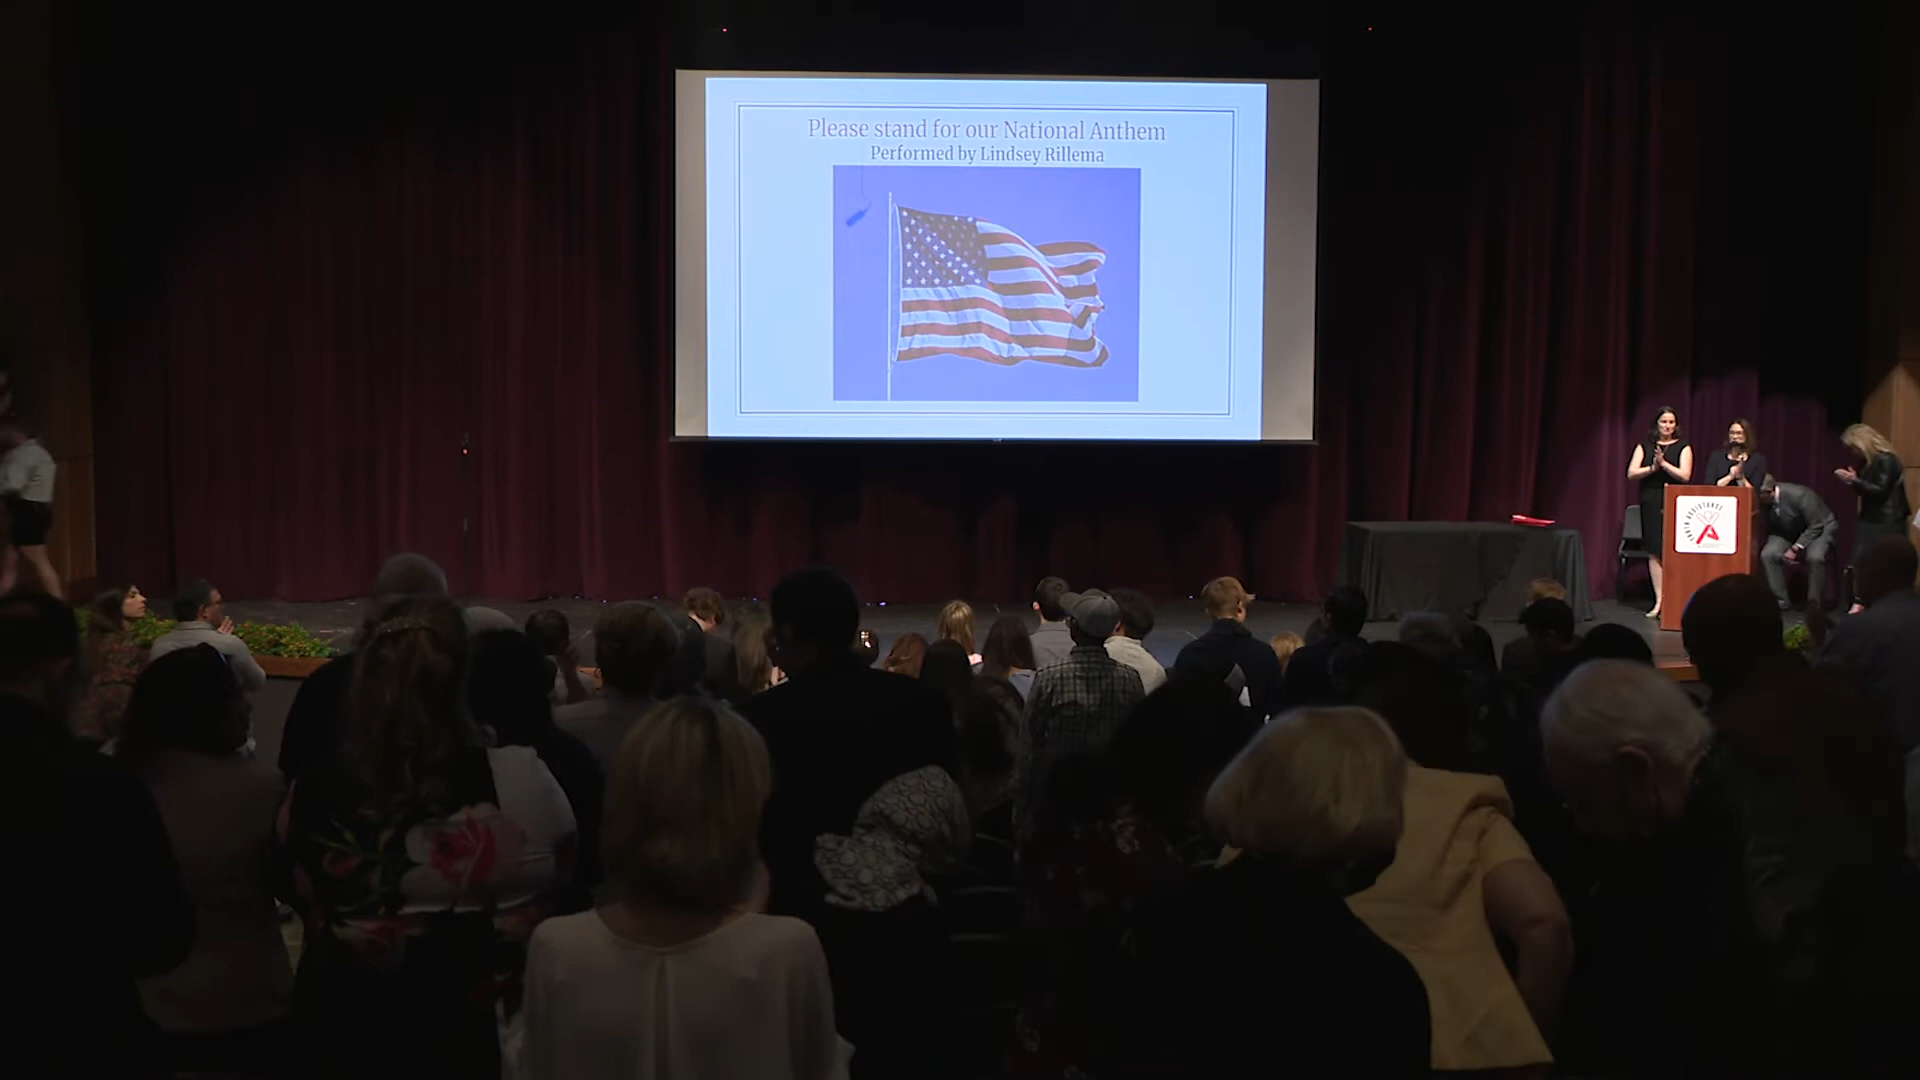 Please stand for our National Anthem
Performed by Lindsey Rillema